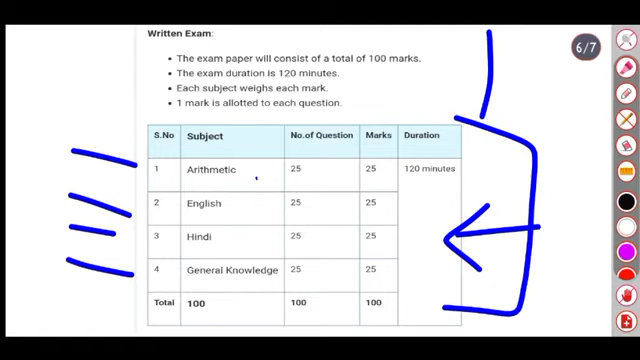 Written Exam:
6/7
The exam paper will consist of a total of 100 marks.
The exam duration is 120 minutes.
Each subject weighs each mark.
1 mark is allotted to each question.
S.No Subject No.of Question Marks Duration
1 Arithmetic 25 25 120 minutes
2 English 25 25
3 Hindi 25 25
4 General Knowledge 25 25
Total 100 100 100